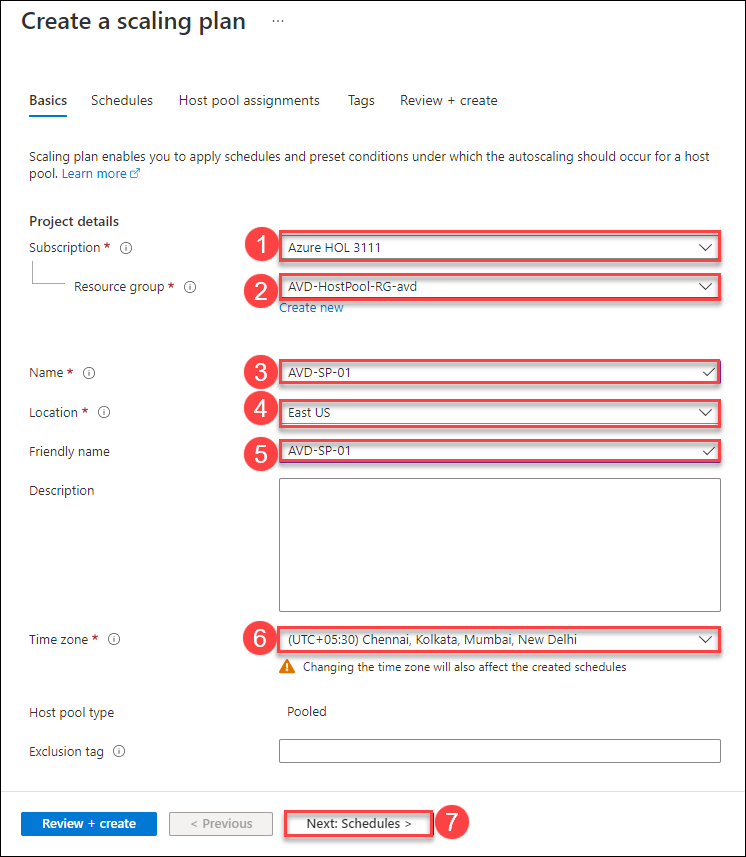 Create a scaling plan ...
Basics Schedules Host pool assignments Tags Review + create
Scaling plan enables you to apply schedules and preset conditions under which the autoscaling should occur for a host
pool. Learn more
Project details
Subscription * 1 Azure HOL 3111
Resource group * 2 AVD-HostPool-RG-avd
Create new
Name * 3 AVD-SP-01
Location * 4 East US
Friendly name 5 AVD-SP-01
Description
Time zone * 6 (UTC+05:30) Chennai, Kolkata, Mumbai, New Delhi
Changing the time zone will also affect the created schedules
Host pool type Pooled
Exclusion tag
Review + create < Previous Next: Schedules > 7